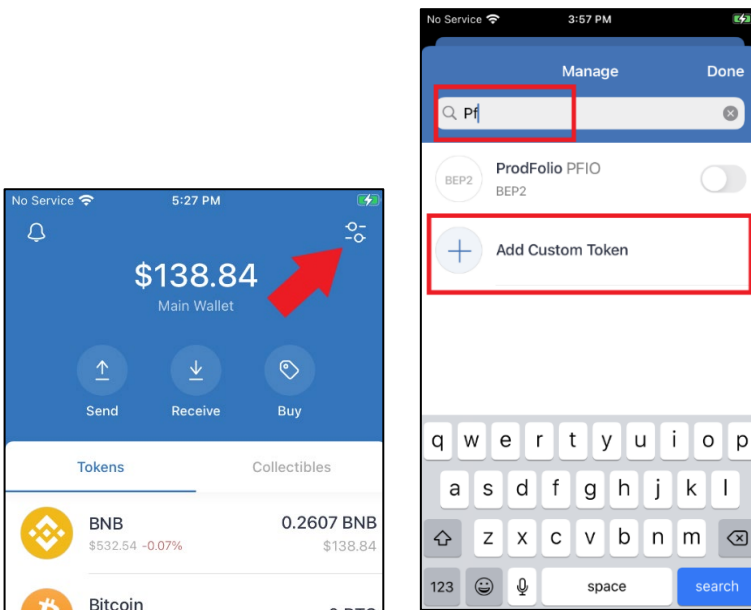 No Service 5:27 PM
$138.84
Main Wallet
Send Receive Buy
Tokens Collectibles
BNB 0.2607 BNB
$532.54 -0.07% $138.84
Bitcoin
No Service 3:57 PM
Manage Done
Pf
BEP2 ProdFolio PFIO
BEP2
Add Custom Token
q w e r t y u i o p
a s d f g h j k l
z x c v b n m
123 space search